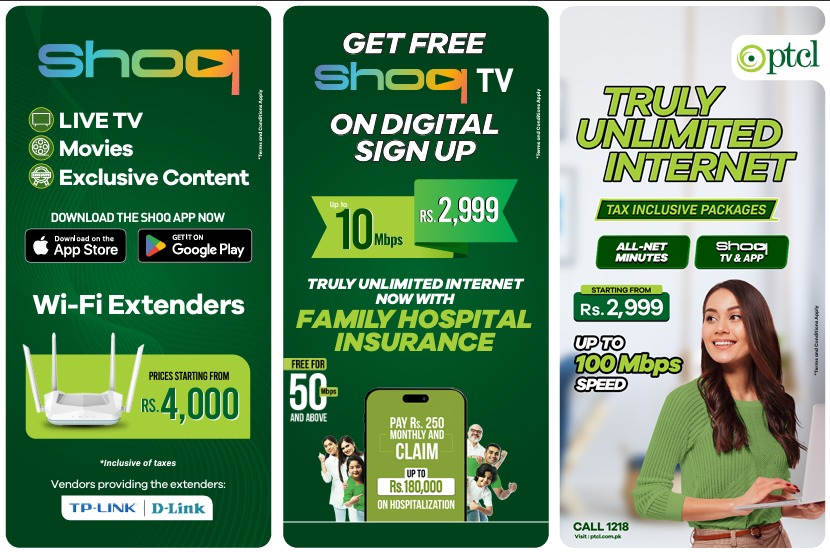 shoq
*Terms and Conditions Apply
LIVE TV
Movies
Exclusive Content
DOWNLOAD THE SHOQ APP NOW
Download on the
App Store
GET IT ON
Google Play
Wi-Fi Extenders
PRICES STARTING FROM
RS. 4,000
*Inclusive of taxes
Vendors providing the extenders:
TP-LINK | D-Link
GET FREE
shoq TV
*Terms and Conditions Apply
ON DIGITAL
SIGN UP
Up to
10 Mbps
RS. 2,999
TRULY UNLIMITED INTERNET
NOW WITH
FAMILY HOSPITAL
INSURANCE
FREE FOR
50 Mbps
AND ABOVE
PAY Rs. 250
MONTHLY AND
CLAIM
UP TO
Rs.180,000
ON HOSPITALIZATION
ptcl
TRULY
UNLIMITED
INTERNET
TAX INCLUSIVE PACKAGES
ALL-NET
MINUTES
shoq
TV & APP
STARTING FROM
Rs. 2,999
*Terms and Conditions Apply
UP TO
100 Mbps
SPEED
CALL 1218
Visit : ptcl.com.pk